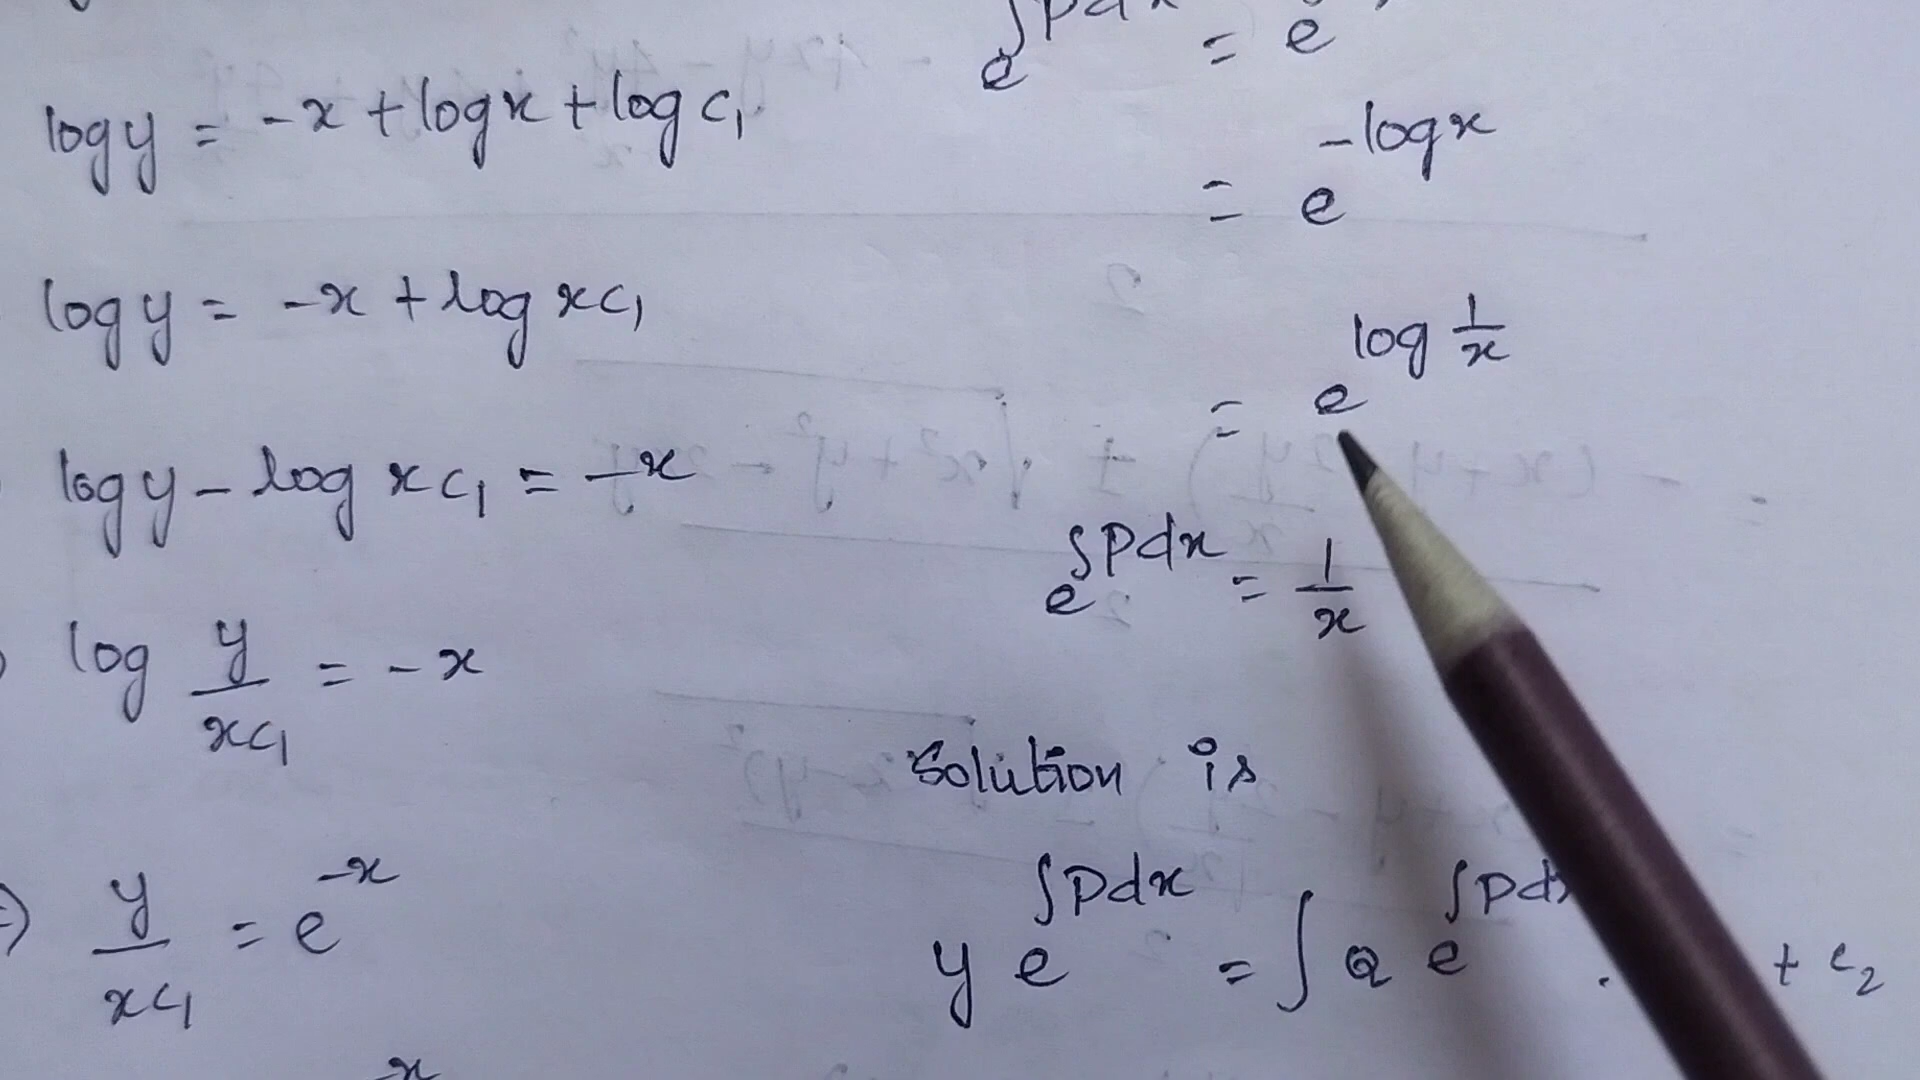 log y = -x + log x + log c₁
log y = -x + log xc₁
log y - log xc₁ = -x
log y/xc₁ = -x
⇒ y/xc₁ = e^-x
e^∫Pdx = e
= e^-log x
= e^log 1/x
e^∫Pdx = 1/x
Solution is
y e^∫Pdx = ∫ Q e^∫Pdx . + c₂